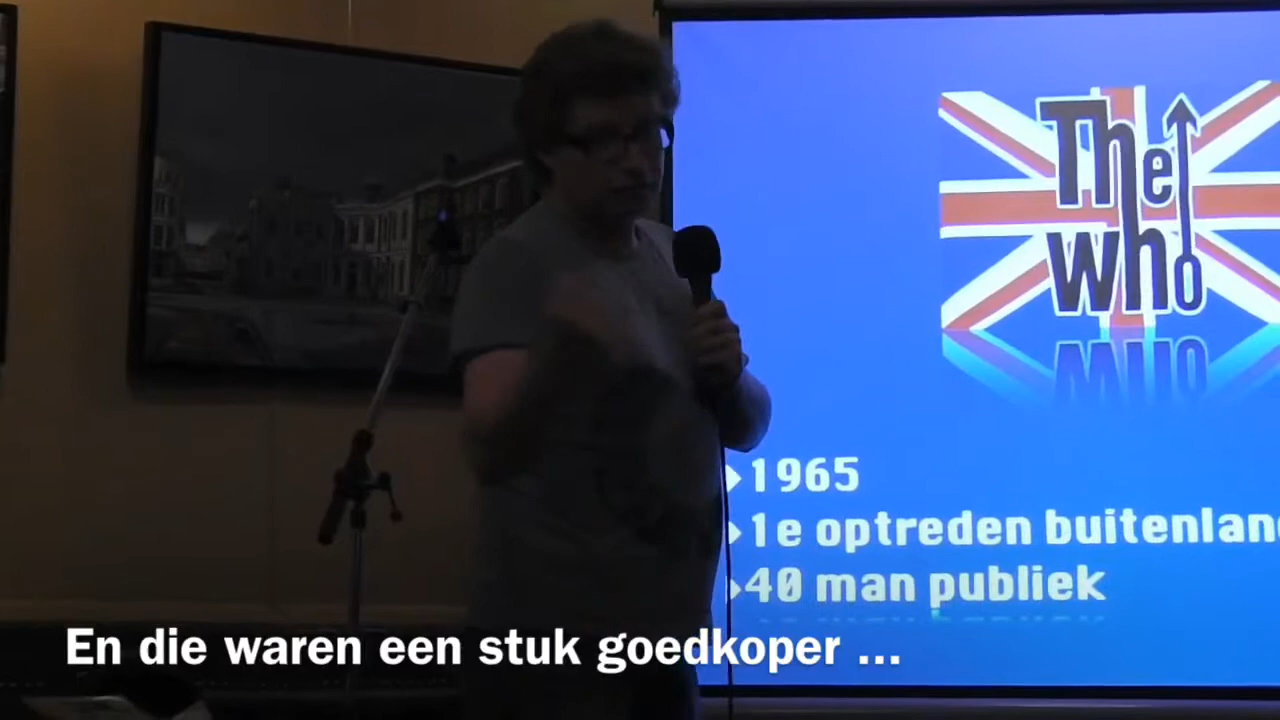 The
who
1965
1e optreden buitenlan
40 man publiek
En die waren een stuk goedkoper ...